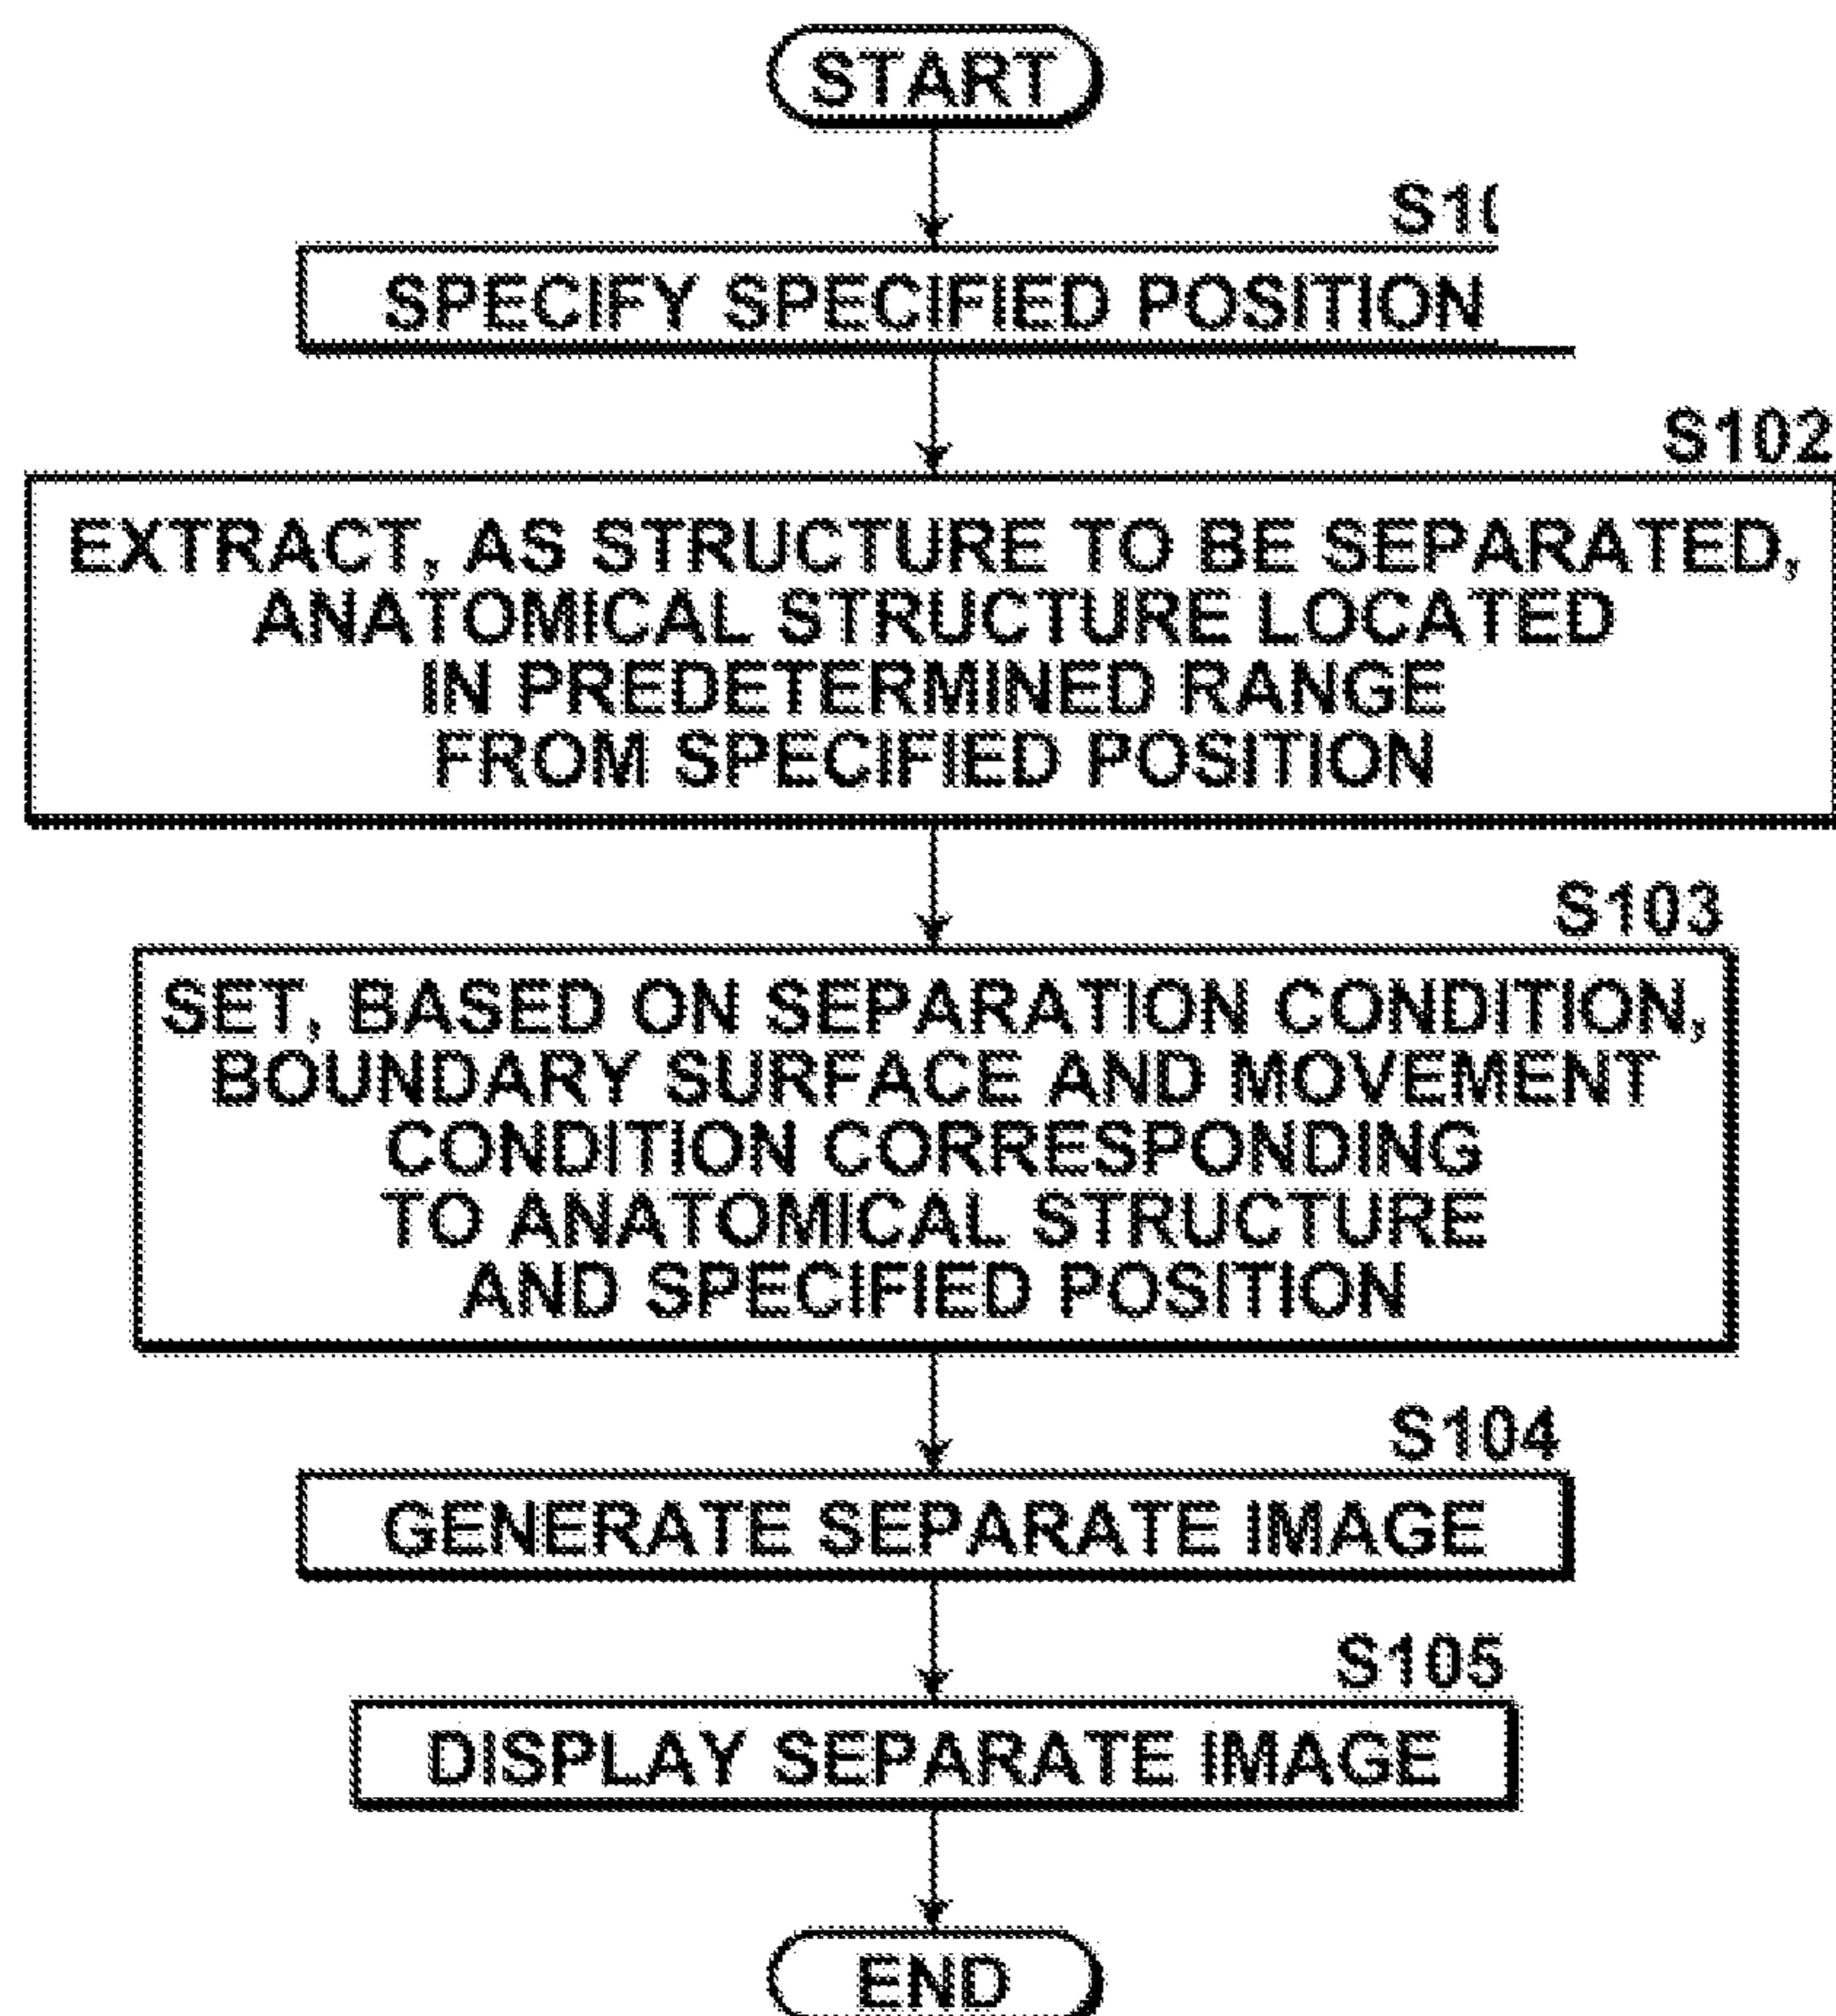 START
SPECIFY SPECIFIED POSITION
S102
EXTRACT, AS STRUCTURE TO BE SEPARATED,
ANATOMICAL STRUCTURE LOCATED
IN PREDETERMINED RANGE
FROM SPECIFIED POSITION
S103
SET, BASED ON SEPARATION CONDITION,
BOUNDARY SURFACE AND MOVEMENT
CONDITION CORRESPONDING
TO ANATOMICAL STRUCTURE
AND SPECIFIED POSITION
S104
GENERATE SEPARATE IMAGE
S105
DISPLAY SEPARATE IMAGE
END